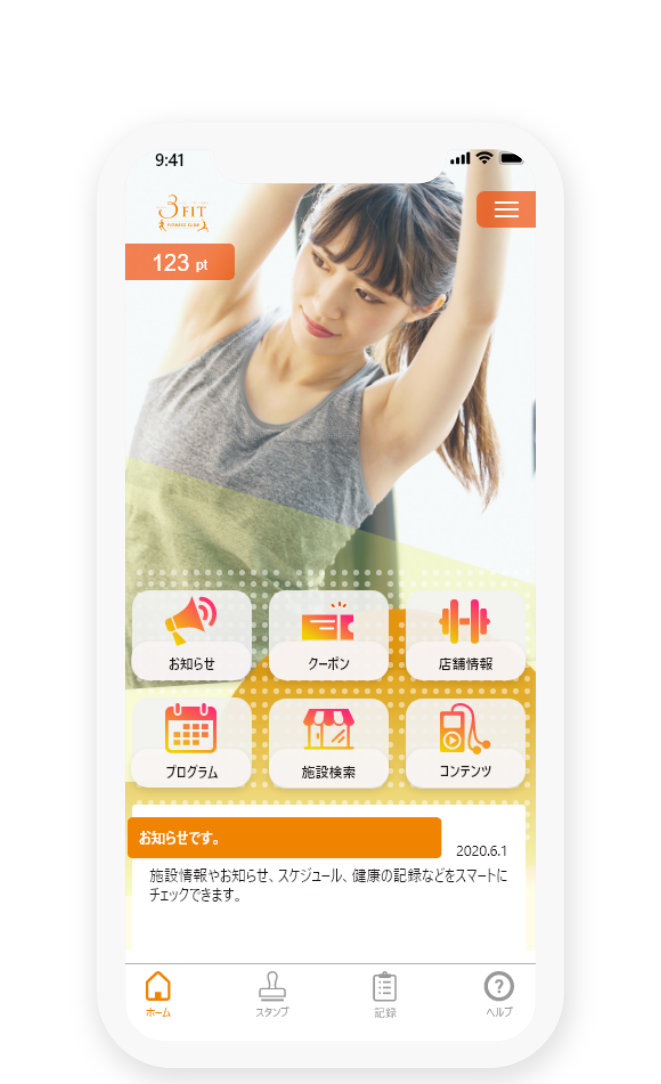 9:41
3 FIT
FITNESS CLUB
123 pt
お知らせ
クーポン
店舗情報
プログラム
施設検索
コンテンツ
お知らせです。
2020.6.1
施設情報やお知らせ、スケジュール、健康の記録などをスマートに
チェックできます。
ホーム
スタンプ
記録
ヘルプ